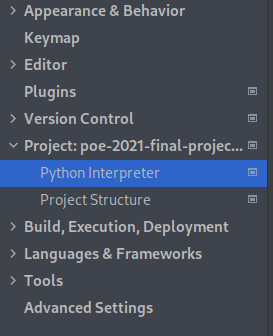 Appearance & Behavior
Keymap
Editor
Plugins
Version Control
Project: poe-2021-final-projec...
Python Interpreter
Project Structure
Build, Execution, Deployment
Languages & Frameworks
Tools
Advanced Settings